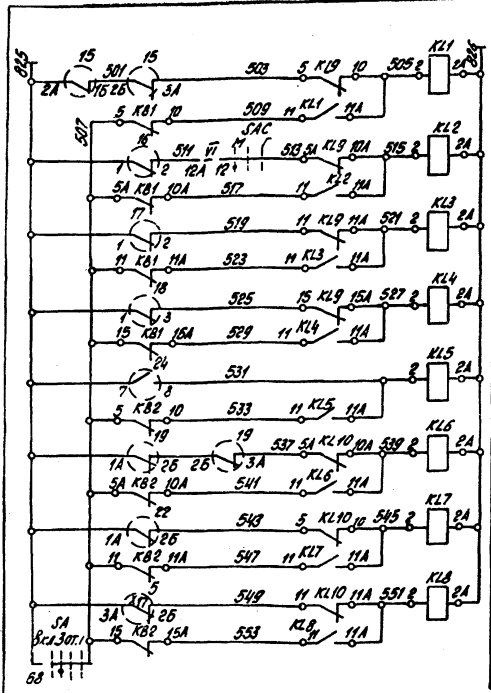 825
826
15 501 15 503 5 KL9 10 505 2 KL1 2A
2A 1Б 2Б 3A
507
5 KB1 10 509 11 KL1 11A
16 SAC
1 2 511 VI 12A 12 513 5A KL9 10A 515 2 KL2 2A
5A KB1 10A 517 11 KL2 11A
17
1 2 519 11 KL9 11A 521 2 KL3 2A
11 KB1 11A 523 11 KL3 11A
18
1 3 525 15 KL9 15A 527 2 KL4 2A
15 KB1 16A 529 11 KL4 11A
24
7 8 531 2 KL5 2A
5 KB2 10 533 11 KL5 11A
19 19
1A 2Б 2Б 3A 537 5A KL10 10A 539 2 KL6 2A
5A KB2 10A 541 11 KL6 11A
22
1A 2Б 543 5 KL10 10 545 2 KL7 2A
11 KB2 11A 547 11 KL7 11A
5
3A 2Б 549 11 KL10 11A 551 2 KL8 2A
SA
15 KB2 15A 553 KL8 11 11A
68